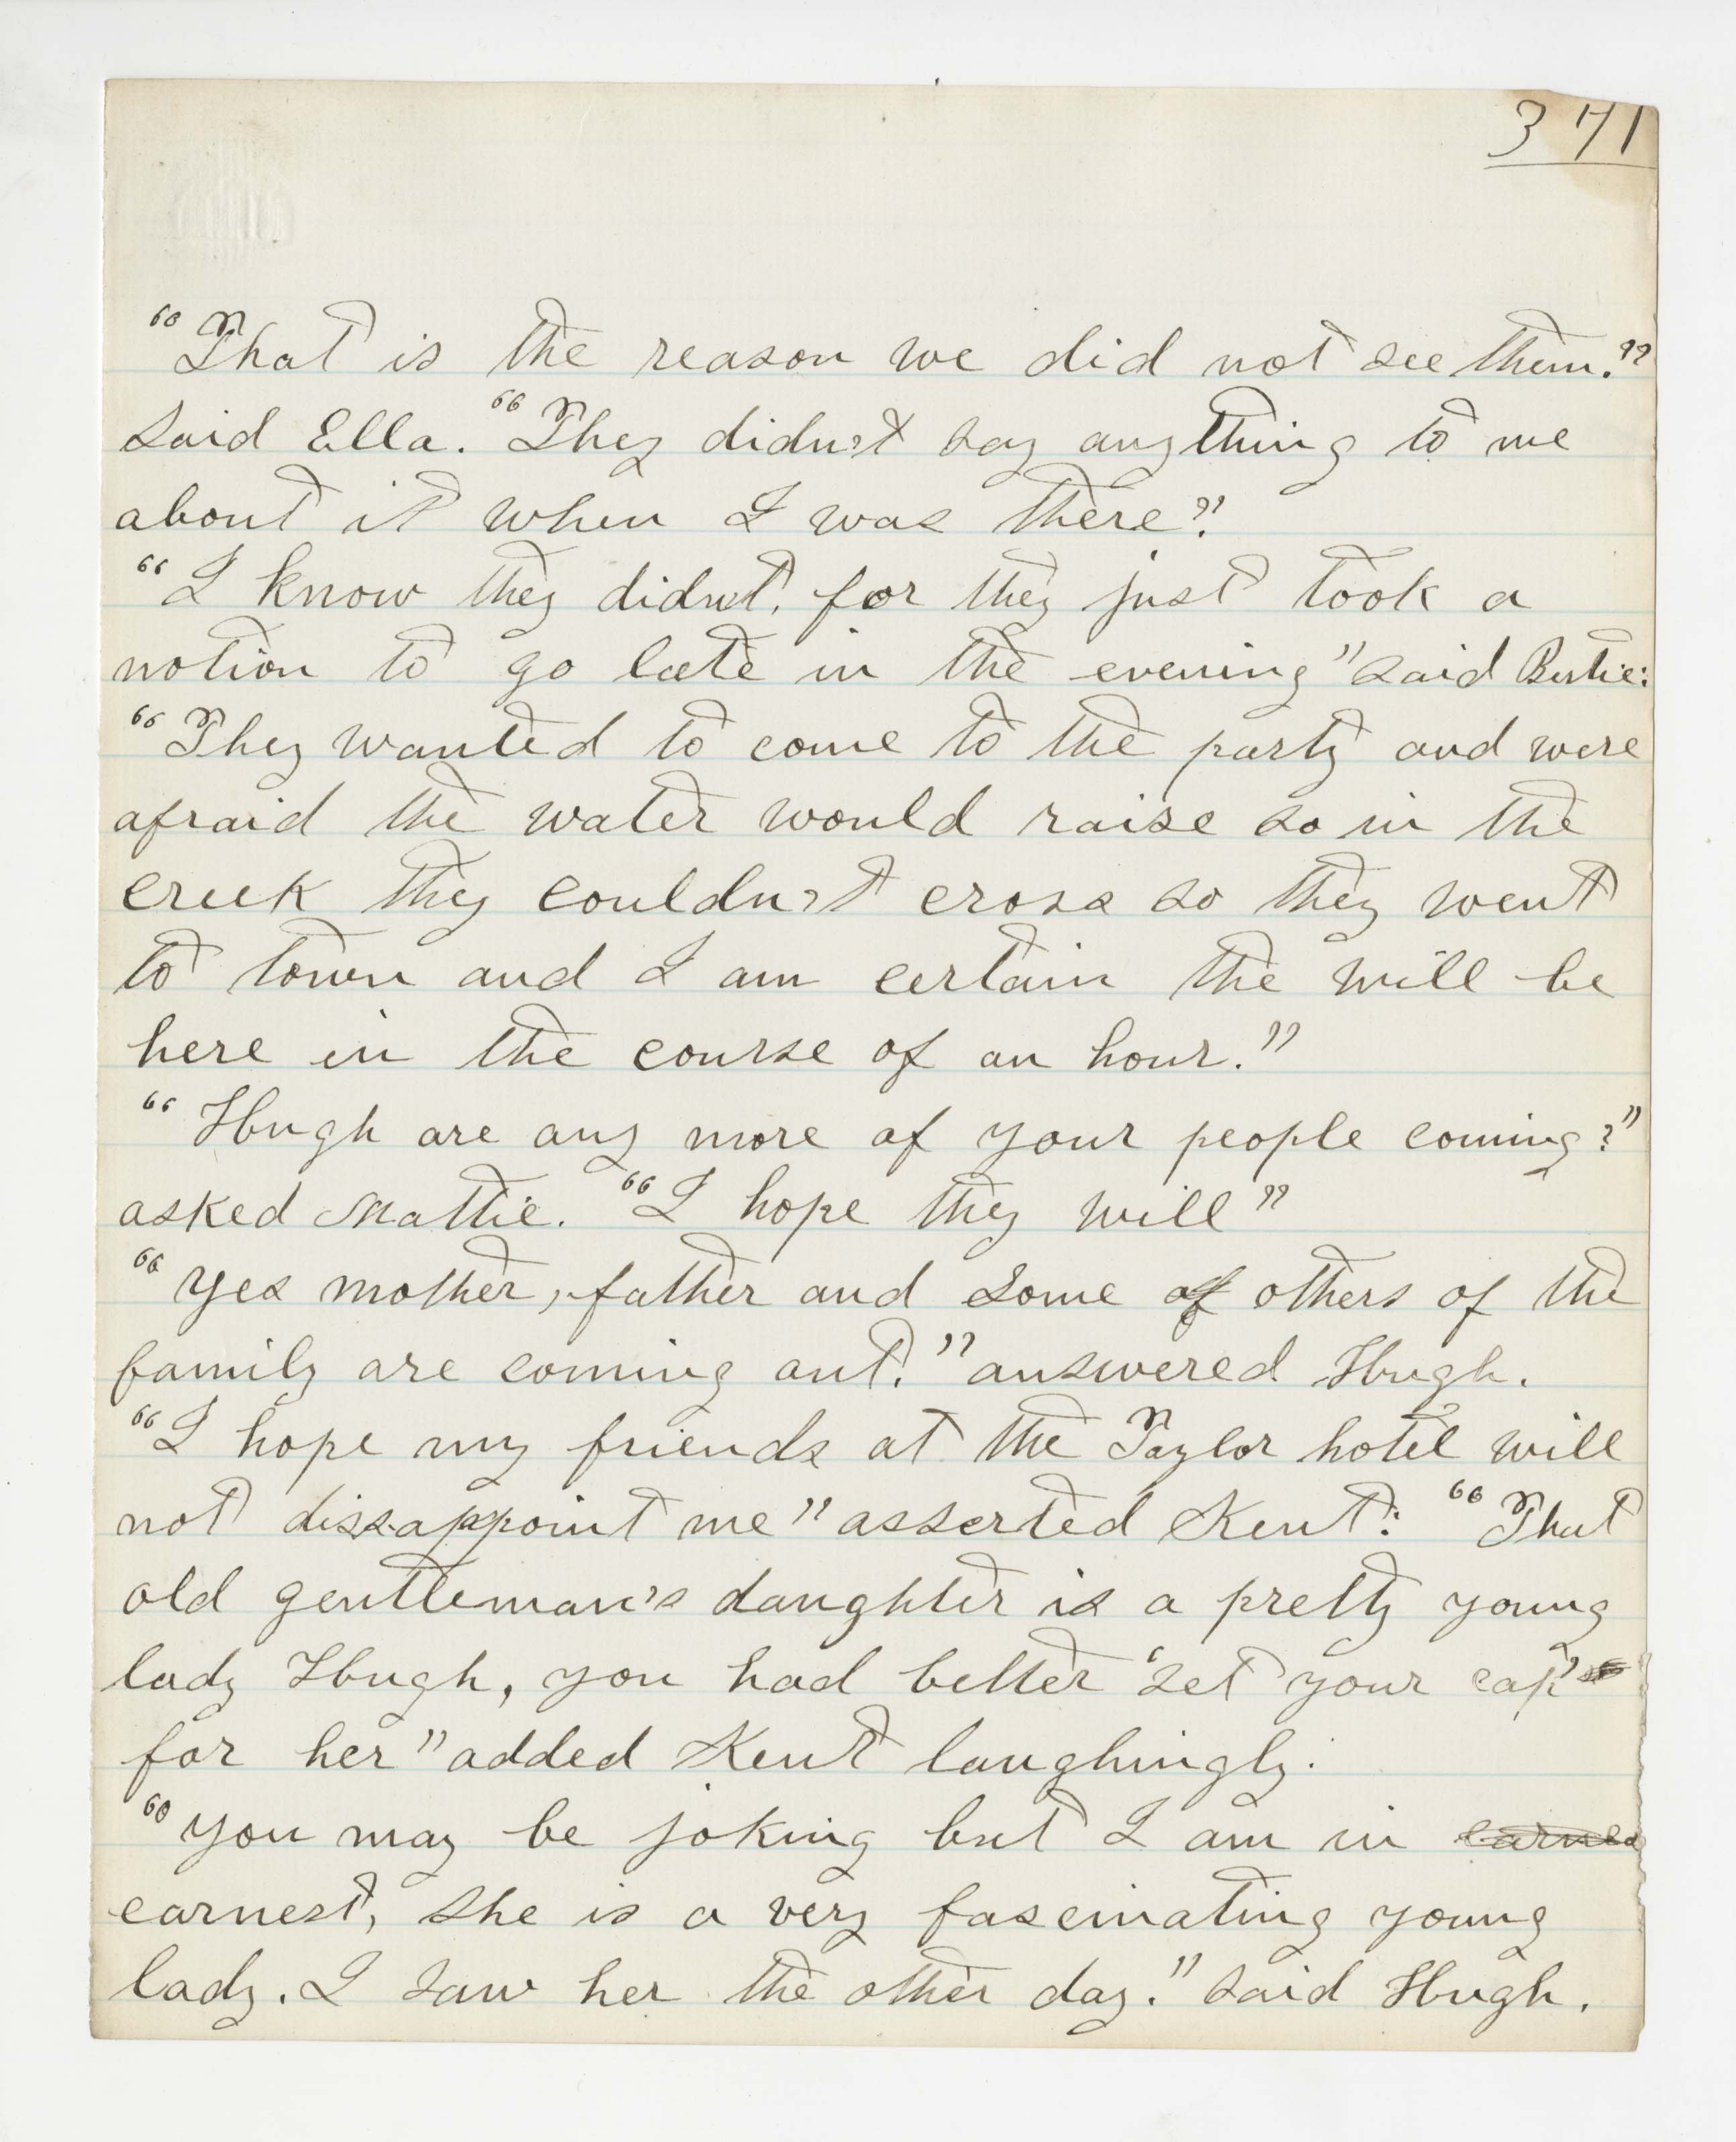 371
"That is the reason we did not see them."
said Ella. "They didn't say anything to me
about it when I was there."
"I know they didn't, for they just took a
notion to go late in the evening" said Bertie:
"They wanted to come to the party and were
afraid the water would raise so in the
creek they couldn't cross so they went
to town and I am certain the will be
here in the course of an hour."
"Hugh are any more of your people coming?"
asked Mattie. "I hope they will"
"Yes mother, father and some of others of the
family are coming out." answered Hugh.
"I hope my friends at the Taylor hotel will
not dissappoint me" asserted Kent: "That
old gentleman's daughter is a pretty young
lady Hugh, you had better 'set your cap'
for her" added Kent laughingly.
"You may be joking but I am in earnes
earnest, she is a very fascinating young
lady. I saw her the other day." said Hugh.